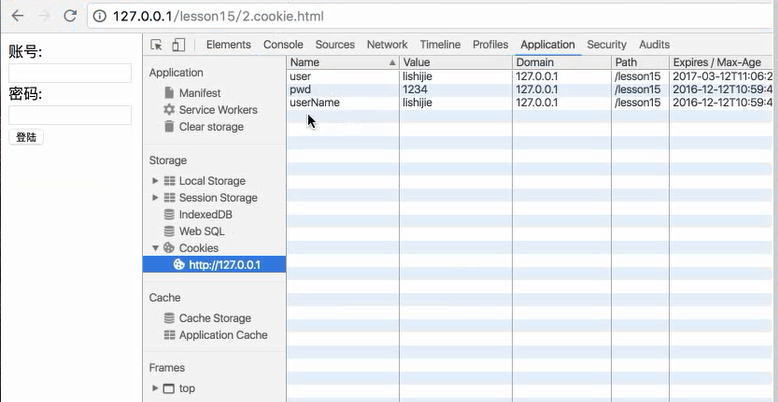 127.0.0.1/lesson15/2.cookie.html
账号:
密码:
登陆
Elements Console Sources Network Timeline Profiles Application Security Audits
Application
Manifest
Service Workers
Clear storage
Storage
Local Storage
Session Storage
IndexedDB
Web SQL
Cookies
http://127.0.0.1
Cache
Cache Storage
Application Cache
Frames
top
Name Value Domain Path Expires / Max-Age
user lishijie 127.0.0.1 /lesson15 2017-03-12T11:06:2
pwd 1234 127.0.0.1 /lesson15 2016-12-12T10:59:4
userName lishijie 127.0.0.1 /lesson15 2016-12-12T10:59:4